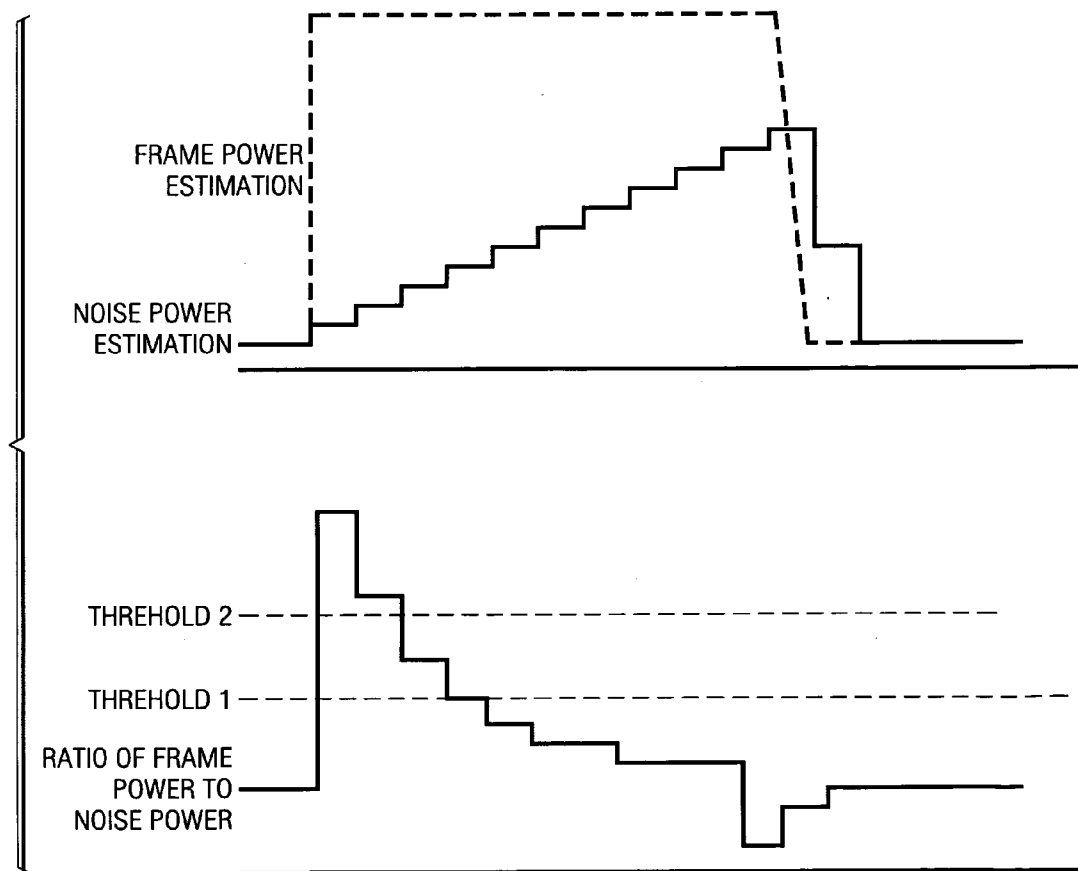 FRAME POWER
ESTIMATION
NOISE POWER
ESTIMATION
THREHOLD 2
THREHOLD 1
RATIO OF FRAME
POWER TO
NOISE POWER